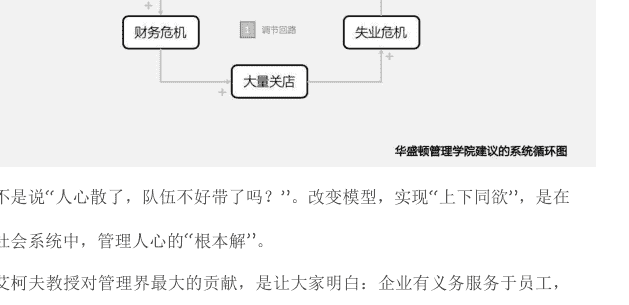 +
财务危机
1 调节回路
失业危机
大量关店
+
+
华盛顿管理学院建议的系统循环图
不是说“人心散了，队伍不好带了吗？”。改变模型，实现“上下同欲”，是在
社会系统中，管理人心的“根本解”。
艾柯夫教授对管理界最大的贡献，是让大家明白：企业有义务服务于员工，